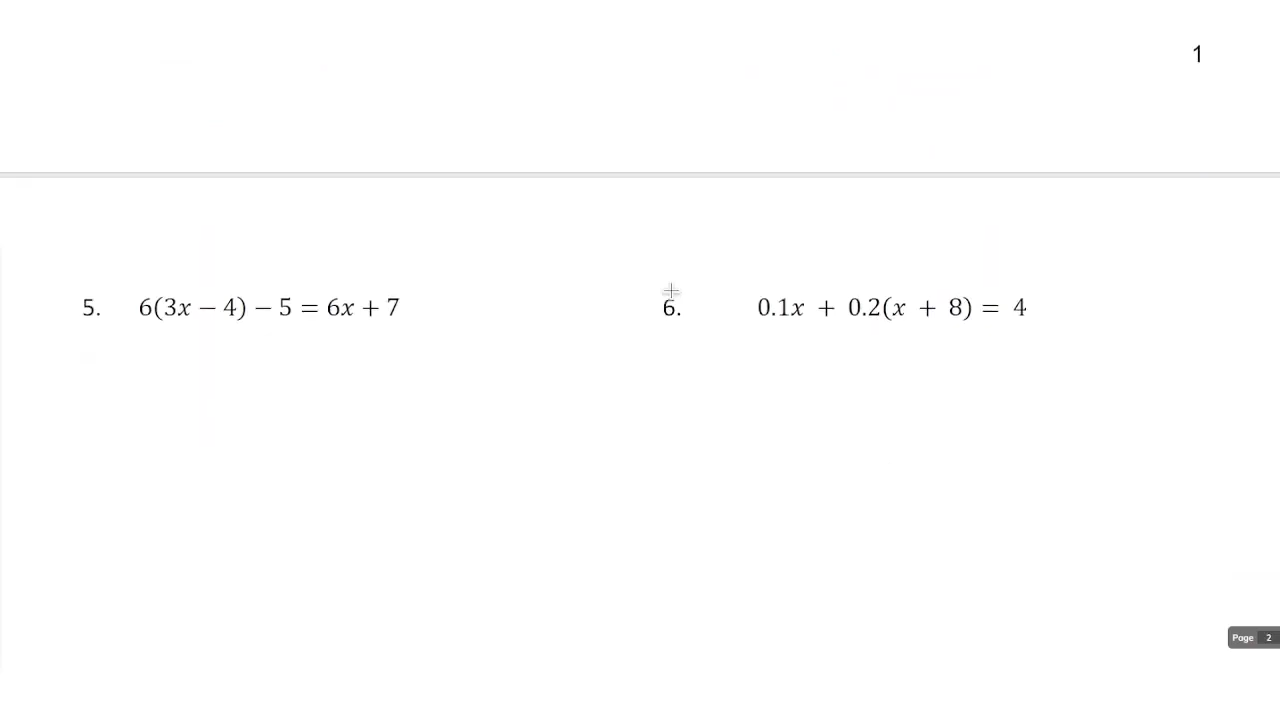 1
5. 6(3x − 4) − 5 = 6x + 7
6. 0.1x + 0.2(x + 8) = 4
Page 2